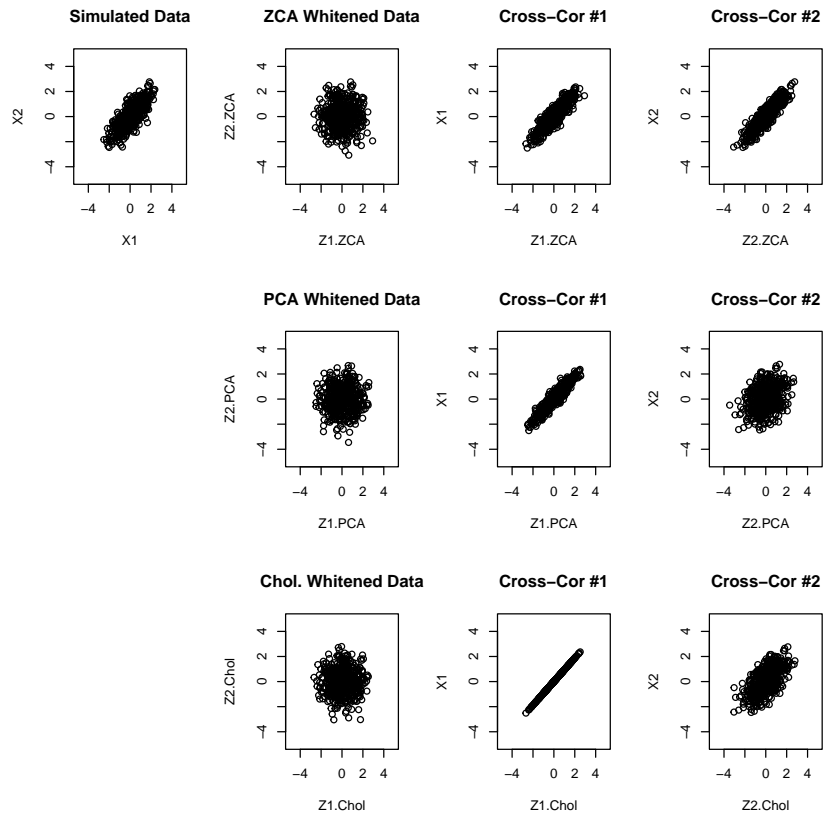 Simulated Data
X2
4
2
0
−4
−4
0
2
4
X1
ZCA Whitened Data
Z2.ZCA
4
2
0
−4
−4
0
2
4
Z1.ZCA
Cross−Cor #1
X1
4
2
0
−4
−4
0
2
4
Z1.ZCA
Cross−Cor #2
X2
4
2
0
−4
−4
0
2
4
Z2.ZCA
PCA Whitened Data
Z2.PCA
4
2
0
−4
−4
0
2
4
Z1.PCA
Cross−Cor #1
X1
4
2
0
−4
−4
0
2
4
Z1.PCA
Cross−Cor #2
X2
4
2
0
−4
−4
0
2
4
Z2.PCA
Chol. Whitened Data
Z2.Chol
4
2
0
−4
−4
0
2
4
Z1.Chol
Cross−Cor #1
X1
4
2
0
−4
−4
0
2
4
Z1.Chol
Cross−Cor #2
X2
4
2
0
−4
−4
0
2
4
Z2.Chol